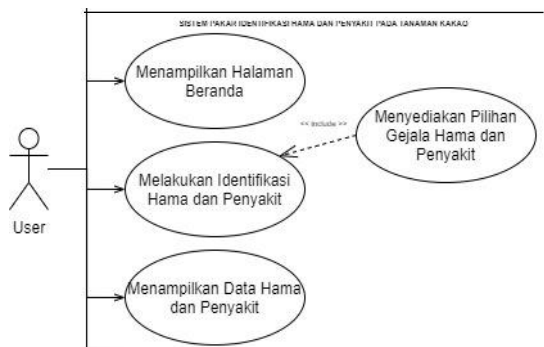 SISTEM PAKAR IDENTIFIKASI HAMA DAN PENYAKIT PADA TANAMAN KAKAO
Menampilkan Halaman
Beranda
<< include >>
Menyediakan Pilihan
Gejala Hama dan
Penyakit
Melakukan Identifikasi
Hama dan Penyakit
User
Menampilkan Data Hama
dan Penyakit